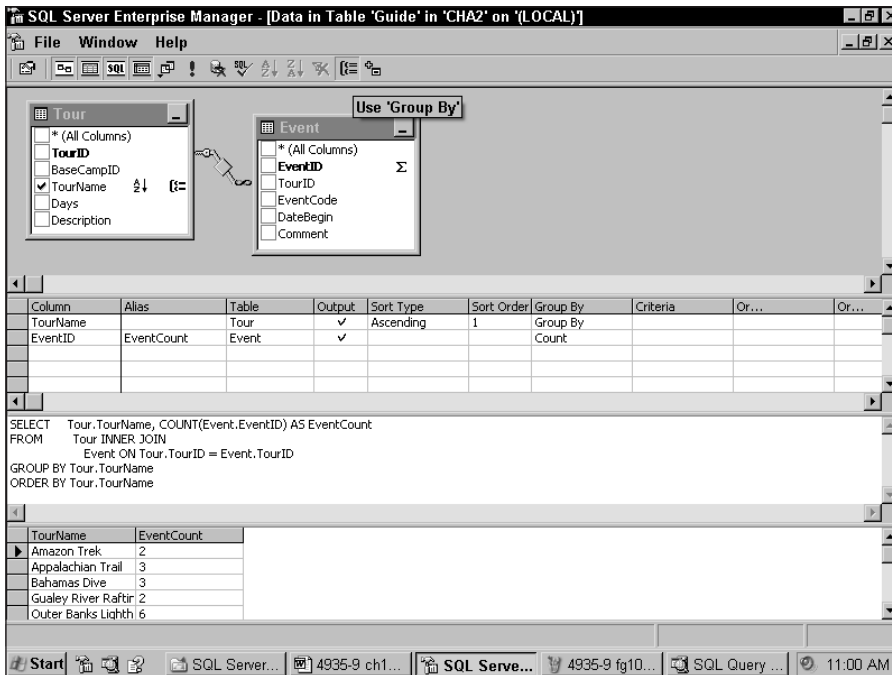 SQL Server Enterprise Manager - [Data in Table 'Guide' in 'CHA2' on '(LOCAL)']
File Window Help
SQL SQL
Use 'Group By'
Tour
* (All Columns)
TourID
BaseCampID
TourName
Days
Description
Event
* (All Columns)
EventID Σ
TourID
EventCode
DateBegin
Comment
Column Alias Table Output Sort Type Sort Order Group By Criteria Or... Or...
TourName Tour Ascending 1 Group By
EventID EventCount Event Count
SELECT Tour.TourName, COUNT(Event.EventID) AS EventCount
FROM Tour INNER JOIN
Event ON Tour.TourID = Event.TourID
GROUP BY Tour.TourName
ORDER BY Tour.TourName
TourName EventCount
Amazon Trek 2
Appalachian Trail 3
Bahamas Dive 3
Gualey River Raftin 2
Outer Banks Lighth 6
Start SQL Server... 4935-9 ch1... SQL Serve... 4935-9 fg10... SQL Query ... 11:00 AM